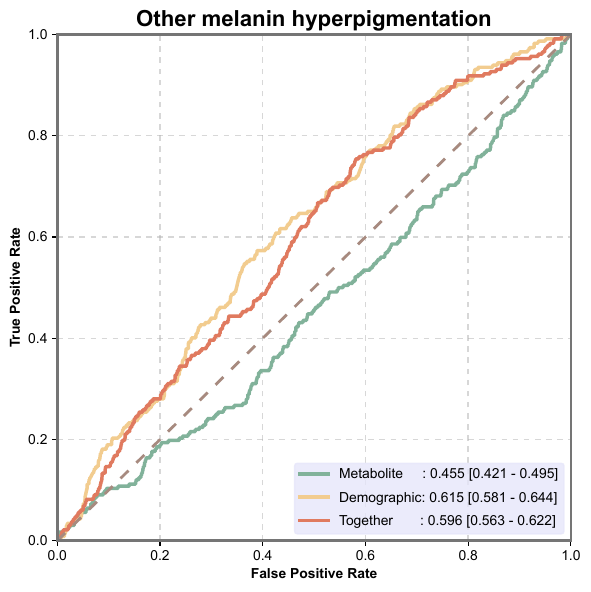 Other melanin hyperpigmentation
True Positive Rate
1.0
0.8
0.6
0.4
0.2
0.0
Metabolite : 0.455 [0.421 - 0.495]
Demographic: 0.615 [0.581 - 0.644]
Together : 0.596 [0.563 - 0.622]
0.0 0.2 0.4 0.6 0.8 1.0
False Positive Rate